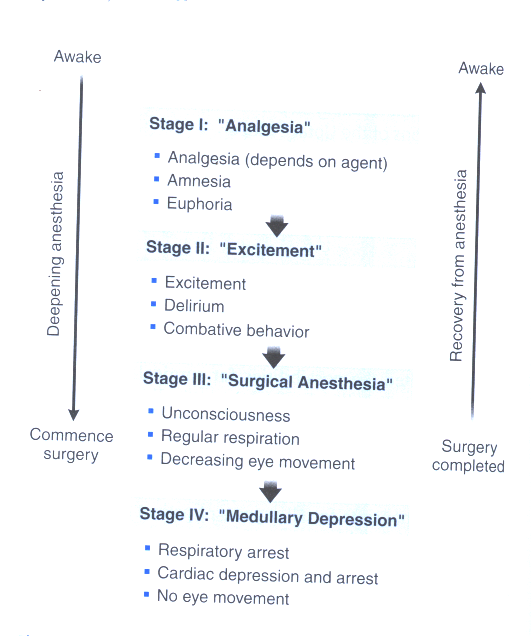 Awake
Deepening anesthesia
Commence
surgery
Stage I: "Analgesia"
Analgesia (depends on agent)
Amnesia
Euphoria
Stage II: "Excitement"
Excitement
Delirium
Combative behavior
Stage III: "Surgical Anesthesia"
Unconsciousness
Regular respiration
Decreasing eye movement
Stage IV: "Medullary Depression"
Respiratory arrest
Cardiac depression and arrest
No eye movement
Awake
Recovery from anesthesia
Surgery
completed